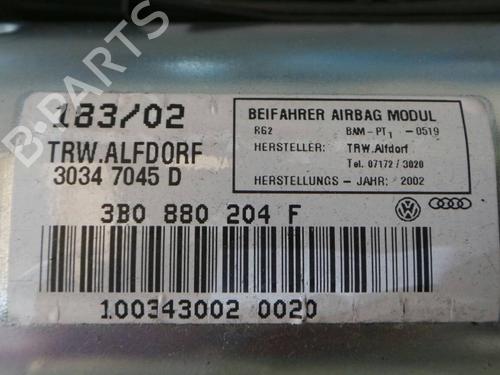 183/02
TRW.ALFDORF
3034 7045 D
BEIFAHRER AIRBAG MODUL
R62 BAM-PT1 -0519
HERSTELLER: TRW.Alfdorf
Tel. 07172/3020
HERSTELLUNGS - JAHR: 2002
3B0 880 204 F
100343002 0020
B-PARTS